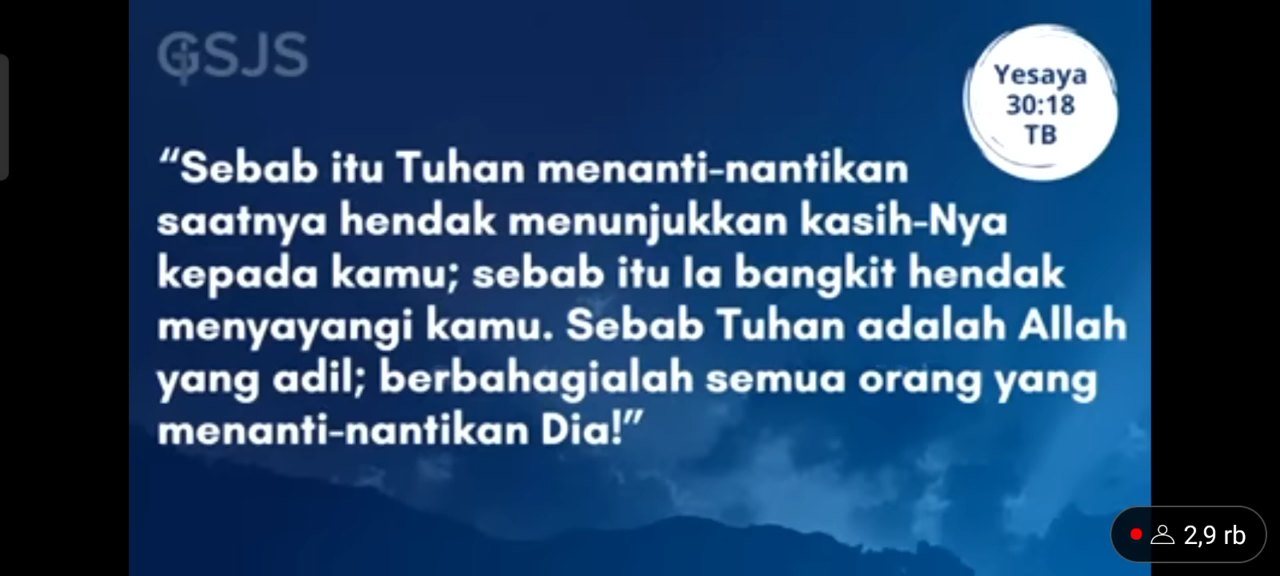 GSJS
Yesaya
30:18
TB
“Sebab itu Tuhan menanti-nantikan
saatnya hendak menunjukkan kasih-Nya
kepada kamu; sebab itu Ia bangkit hendak
menyayangi kamu. Sebab Tuhan adalah Allah
yang adil; berbahagialah semua orang yang
menanti-nantikan Dia!”
2,9 rb